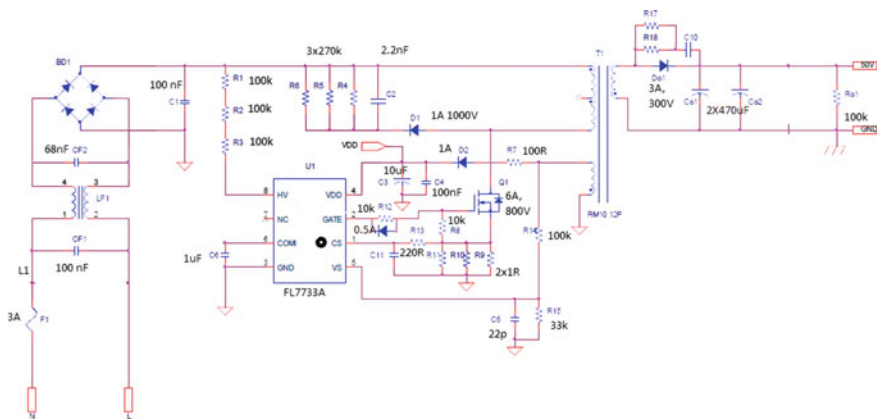 R17
R18
C10
T1
BD1
3x270k
2.2nF
Do1
3A,
300V
50V
100 nF
C1
R1
100k
R2
100k
R3
100k
R6
R5
R4
C2
D1
1A 1000V
Co1
Co2
2X470uF
Ro1
100k
GND
68nF
CF2
VDD
1A
D2
R7
100R
U1
10uF
C3
C4
100nF
Q1
6A,
800V
4
3
LF1
1
2
8
HV
VDD
4
7
NC
GATE
2
6
COMI
CS
1
3
GND
VS
5
10k
R12
0.5A
10k
R8
R13
220R
C11
R11
R10
R9
2x1R
R14
100k
RM10 12P
CF1
100 nF
1uF
C6
FL7733A
L1
3A
F1
C5
22p
R15
33k
N
L